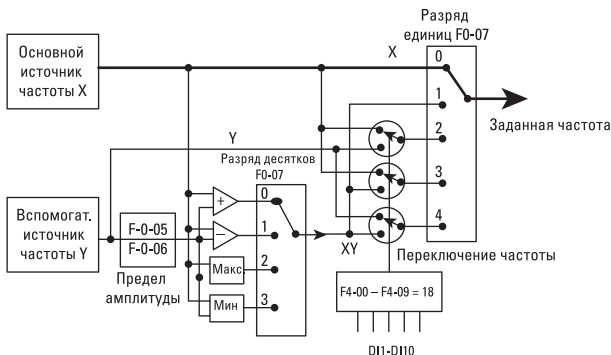 Разряд
единиц F0-07
Основной
источник
частоты X
X
0
1
2
3
4
Заданная частота
Y
Разряд десятков
F0-07
0
1
2
3
+
–
Макс
Мин
Вспомогат.
источник
частоты Y
F-0-05
F-0-06
Предел
амплитуды
XY
Переключение частоты
F4-00 – F4-09 = 18
DI1-DI10